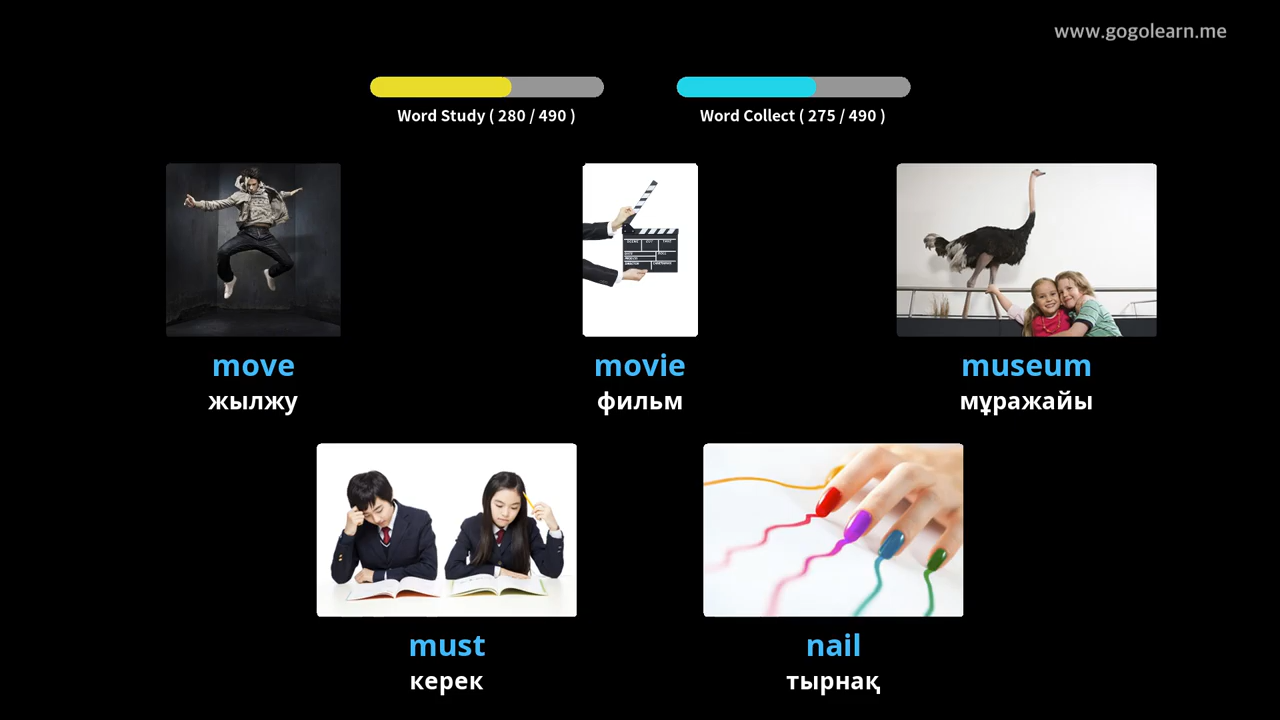 www.gogolearn.me
Word Study ( 280 / 490 )
Word Collect ( 275 / 490 )
move
жылжу
movie
фильм
museum
мұражайы
must
керек
nail
тырнақ